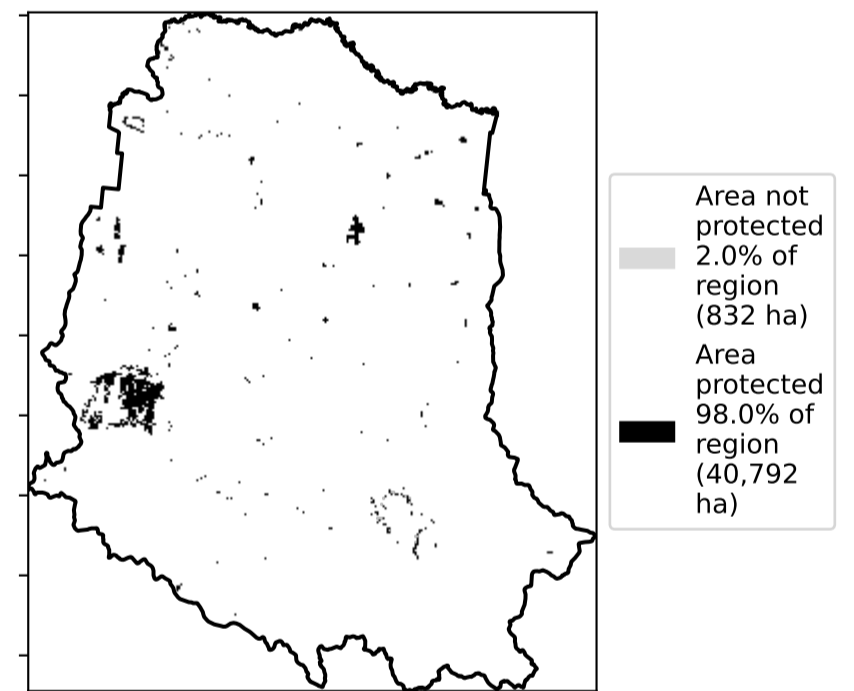 Area not
protected
2.0% of
region
(832 ha)
Area
protected
98.0% of
region
(40,792
ha)